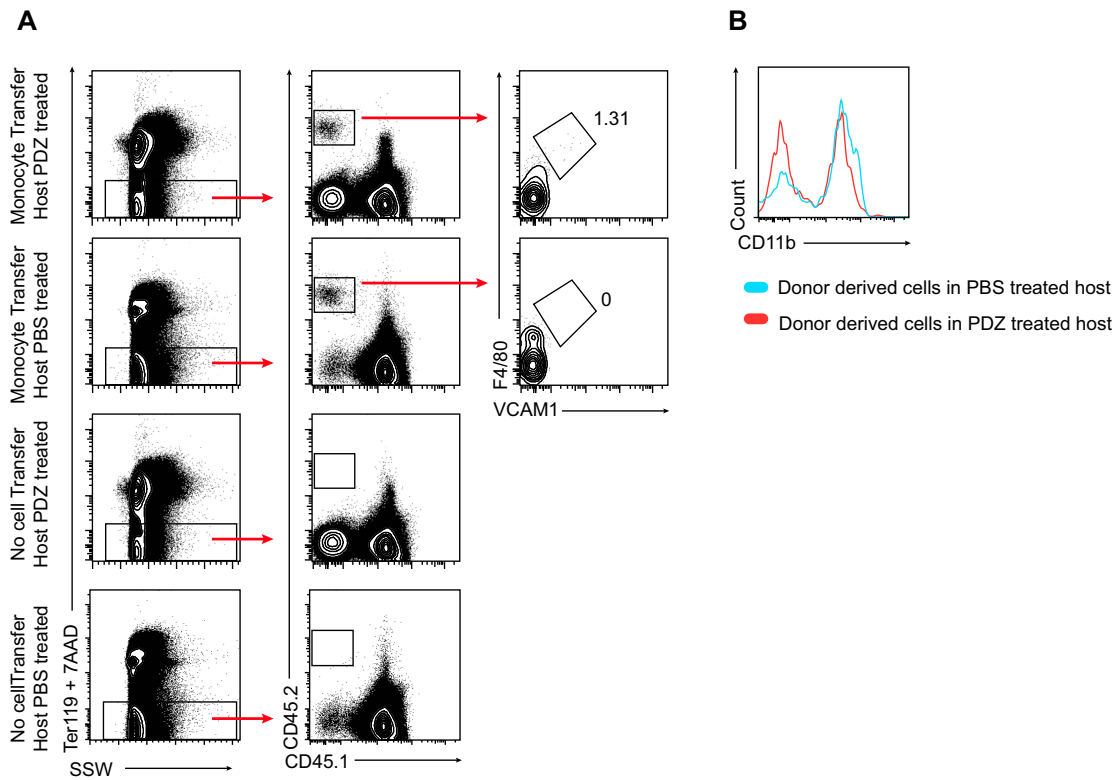 A
B
Monocyte Transfer
Host PDZ treated
1.31
Count
CD11b
Monocyte Transfer
Host PBS treated
0
F4/80
VCAM1
Donor derived cells in PBS treated host
Donor derived cells in PDZ treated host
No cell Transfer
Host PDZ treated
No cellTransfer
Host PBS treated
Ter119 + 7AAD
SSW
CD45.2
CD45.1